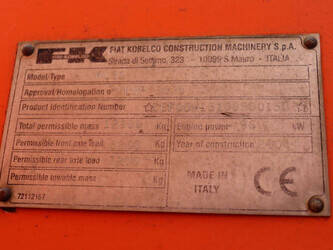 FK FIAT KOBELCO CONSTRUCTION MACHINERY S.p.A.
Strada di Settimo, 323 - 10099 S. Mauro - ITALIA
Model/Type
Approval/Homologation n
Product Identification Number
Total permissible mass Kg Engine power kW
Permissible front axle load Kg Year of construction
Permissible rear axle load Kg
Permissible towable mass Kg
MADE IN ITALY CE
72112167